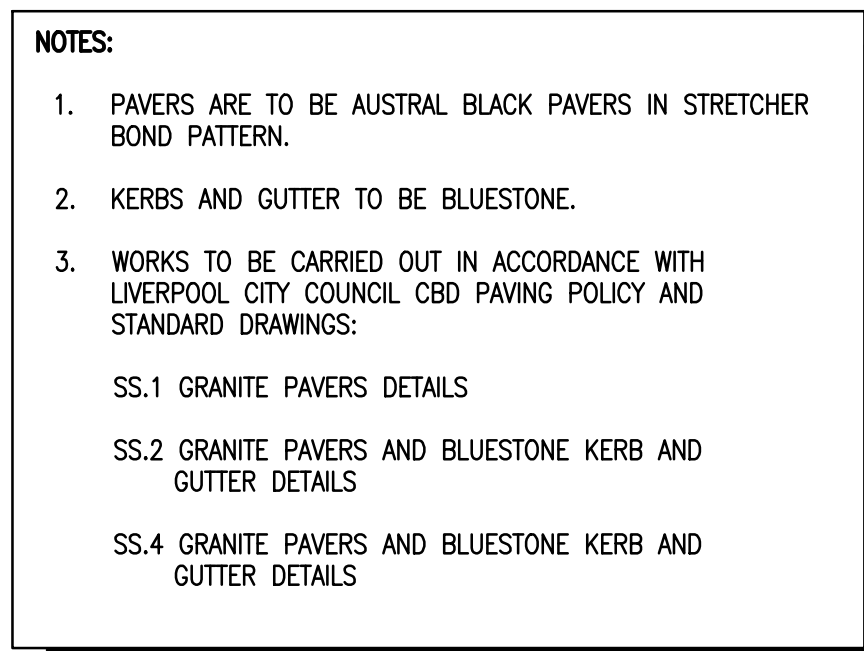 NOTES:
1. PAVERS ARE TO BE AUSTRAL BLACK PAVERS IN STRETCHER
BOND PATTERN.
2. KERBS AND GUTTER TO BE BLUESTONE.
3. WORKS TO BE CARRIED OUT IN ACCORDANCE WITH
LIVERPOOL CITY COUNCIL CBD PAVING POLICY AND
STANDARD DRAWINGS:
SS.1 GRANITE PAVERS DETAILS
SS.2 GRANITE PAVERS AND BLUESTONE KERB AND
GUTTER DETAILS
SS.4 GRANITE PAVERS AND BLUESTONE KERB AND
GUTTER DETAILS